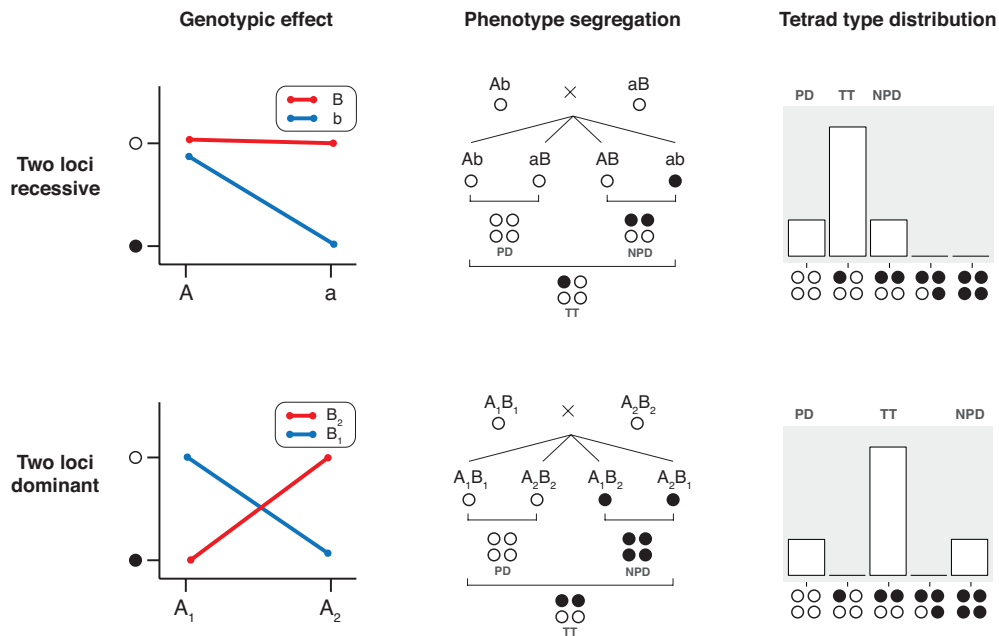 Genotypic effect
Phenotype segregation
Tetrad type distribution
Two loci
recessive
B
b
A
a
Ab
×
aB
Ab
aB
AB
ab
PD
NPD
TT
PD
TT
NPD
Two loci
dominant
B₂
B₁
A₁
A₂
A₁B₁
×
A₂B₂
A₁B₁
A₂B₂
A₁B₂
A₂B₁
PD
NPD
TT
PD
TT
NPD